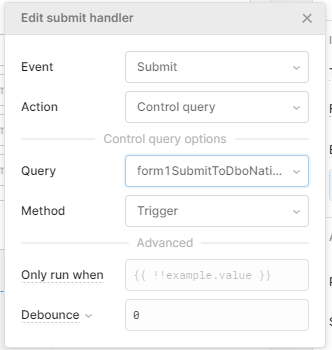 Edit submit handler
Event
Submit
Action
Control query
Control query options
Query
form1SubmitToDboNati...
Method
Trigger
Advanced
Only run when
{{ !!example.value }}
Debounce
0